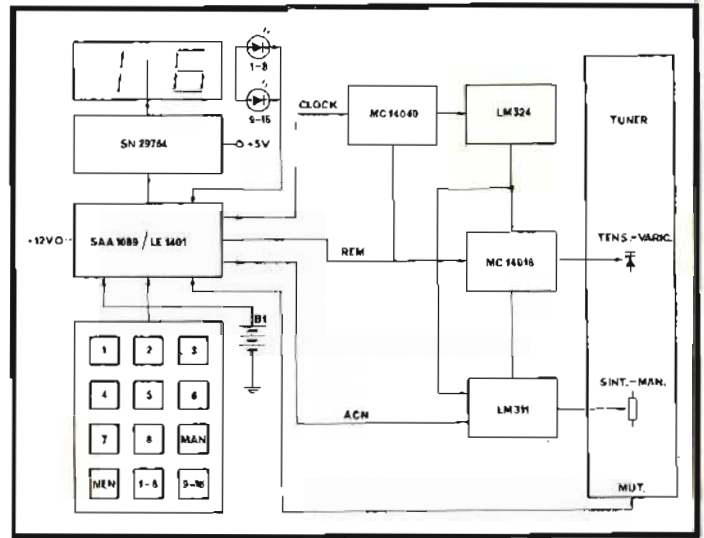 1 6
1-8
9-16
CLOCK
MC 14040
LM 324
TUNER
SN 29764
+5V
+12V
SAA 1089 / LE 1401
REM
MC 14016
TENS.-VARIC.
B1
1 2 3
4 5 6
7 8 MAN
MEN 1-8 9-16
ACN
LM 311
SINT.-MAN.
MUT.